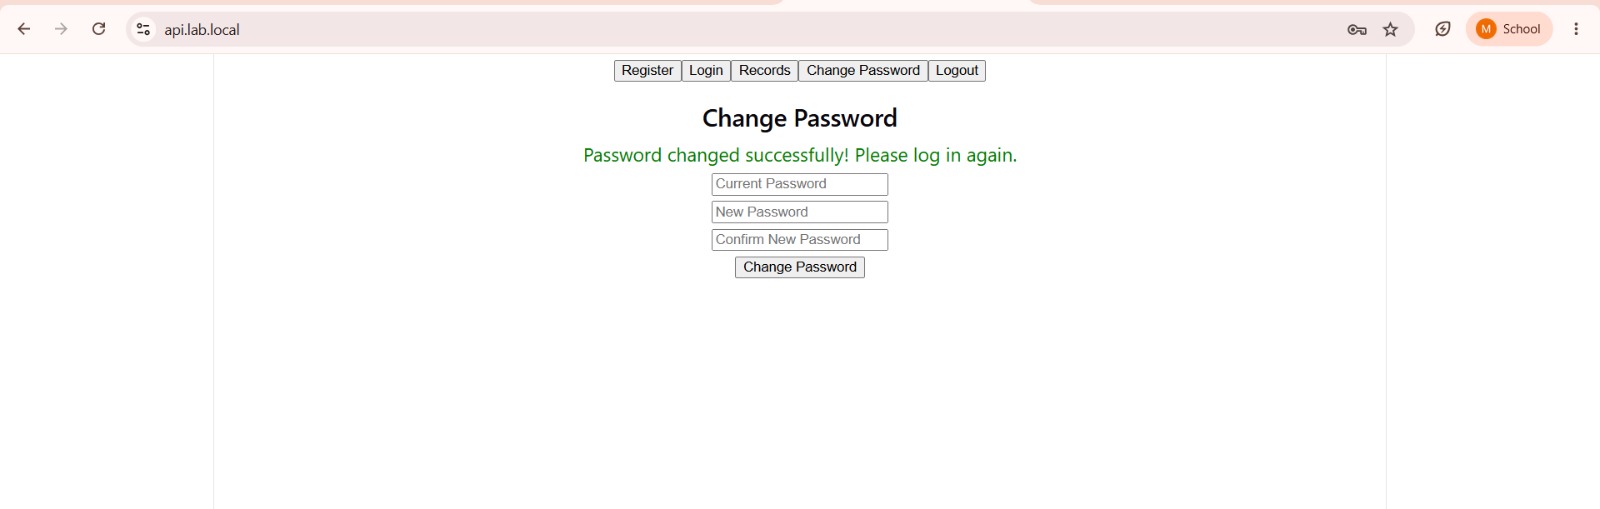 api.lab.local
M School
Register Login Records Change Password Logout
Change Password
Password changed successfully! Please log in again.
Current Password
New Password
Confirm New Password
Change Password